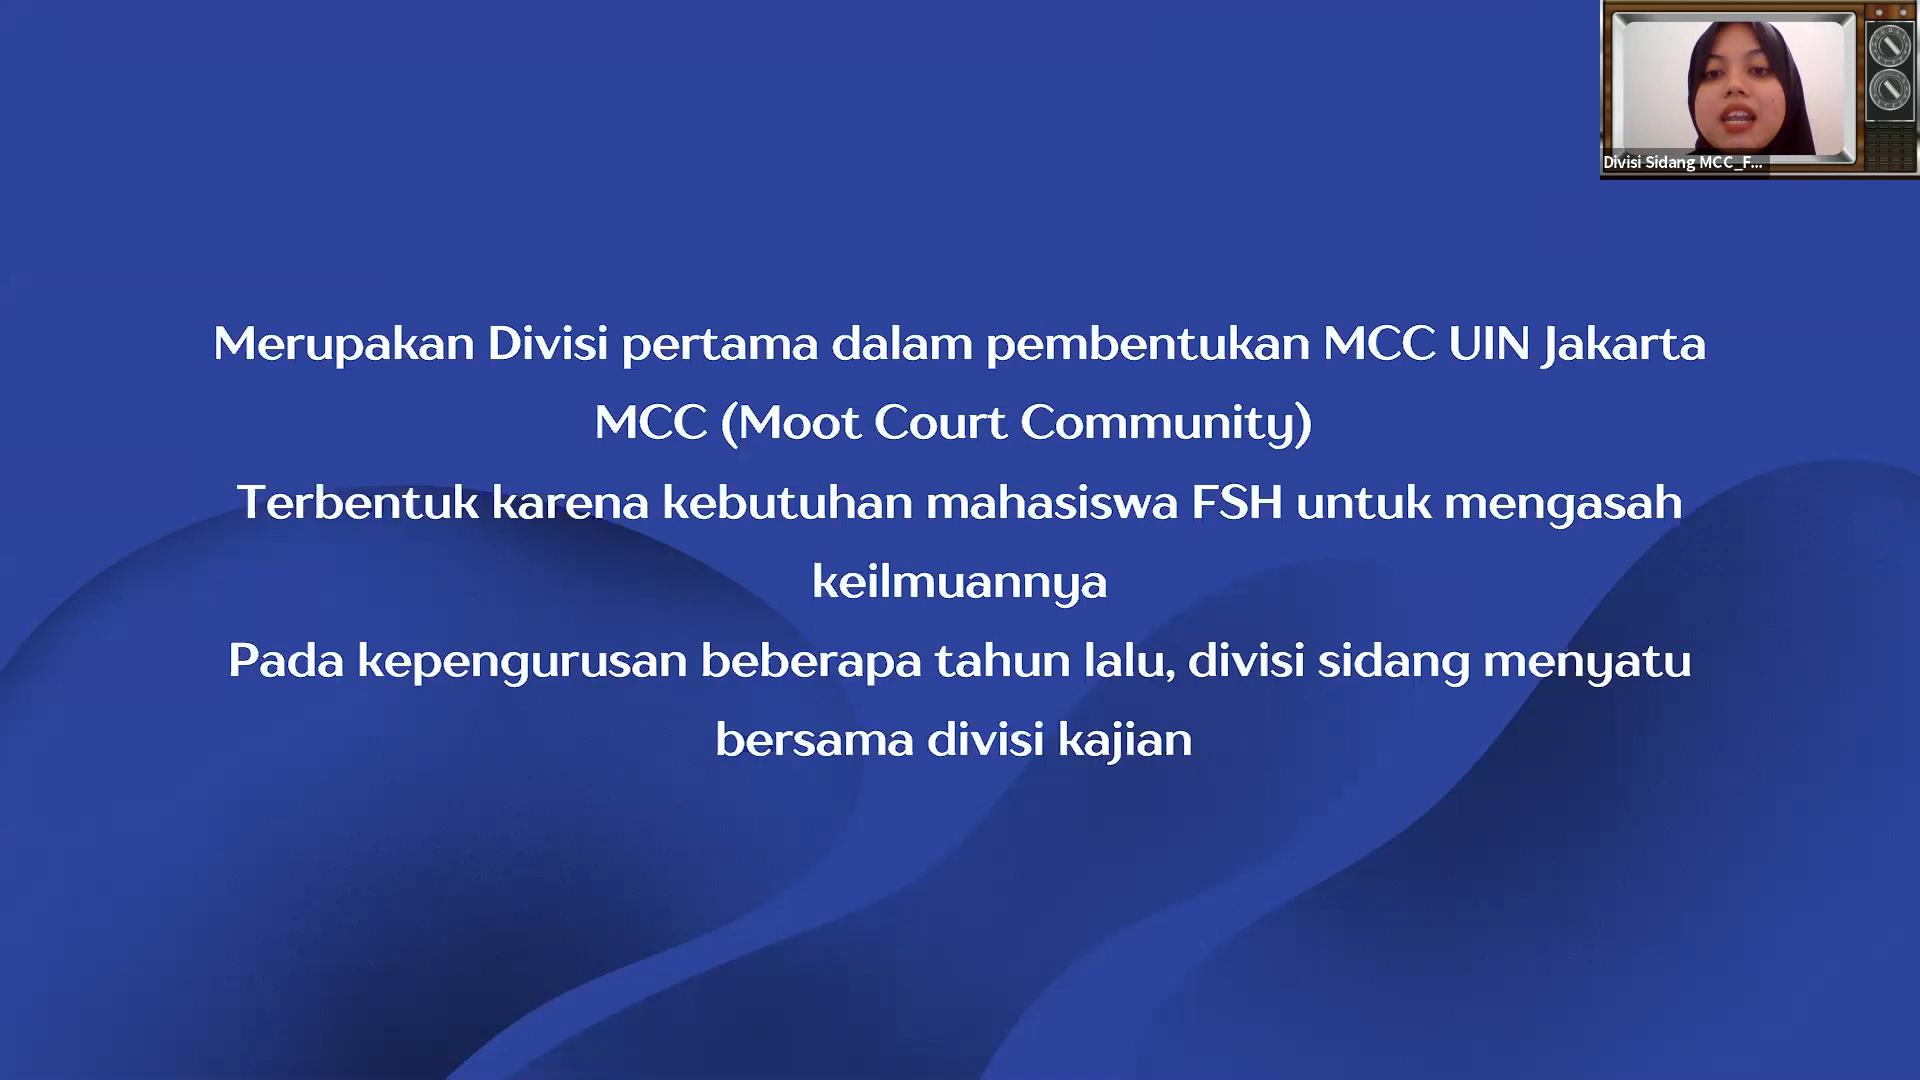 Divisi Sidang MCC_F...
Merupakan Divisi pertama dalam pembentukan MCC UIN Jakarta
MCC (Moot Court Community)
Terbentuk karena kebutuhan mahasiswa FSH untuk mengasah
keilmuannya
Pada kepengurusan beberapa tahun lalu, divisi sidang menyatu
bersama divisi kajian